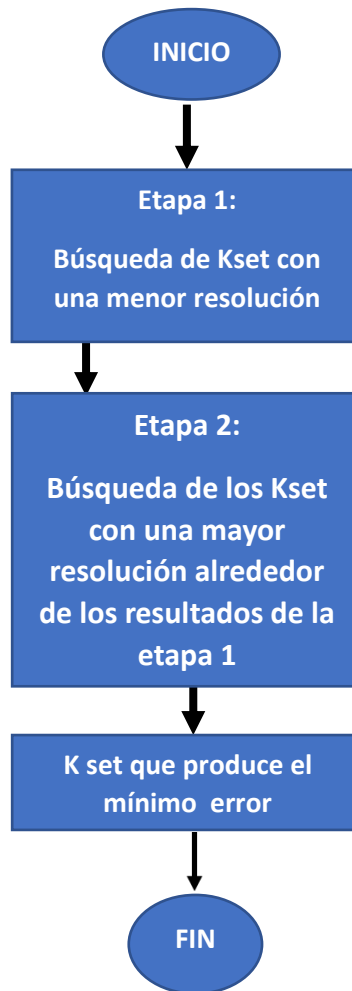 INICIO
Etapa 1:
Búsqueda de Kset con
una menor resolución
Etapa 2:
Búsqueda de los Kset
con una mayor
resolución alrededor
de los resultados de la
etapa 1
K set que produce el
mínimo error
FIN